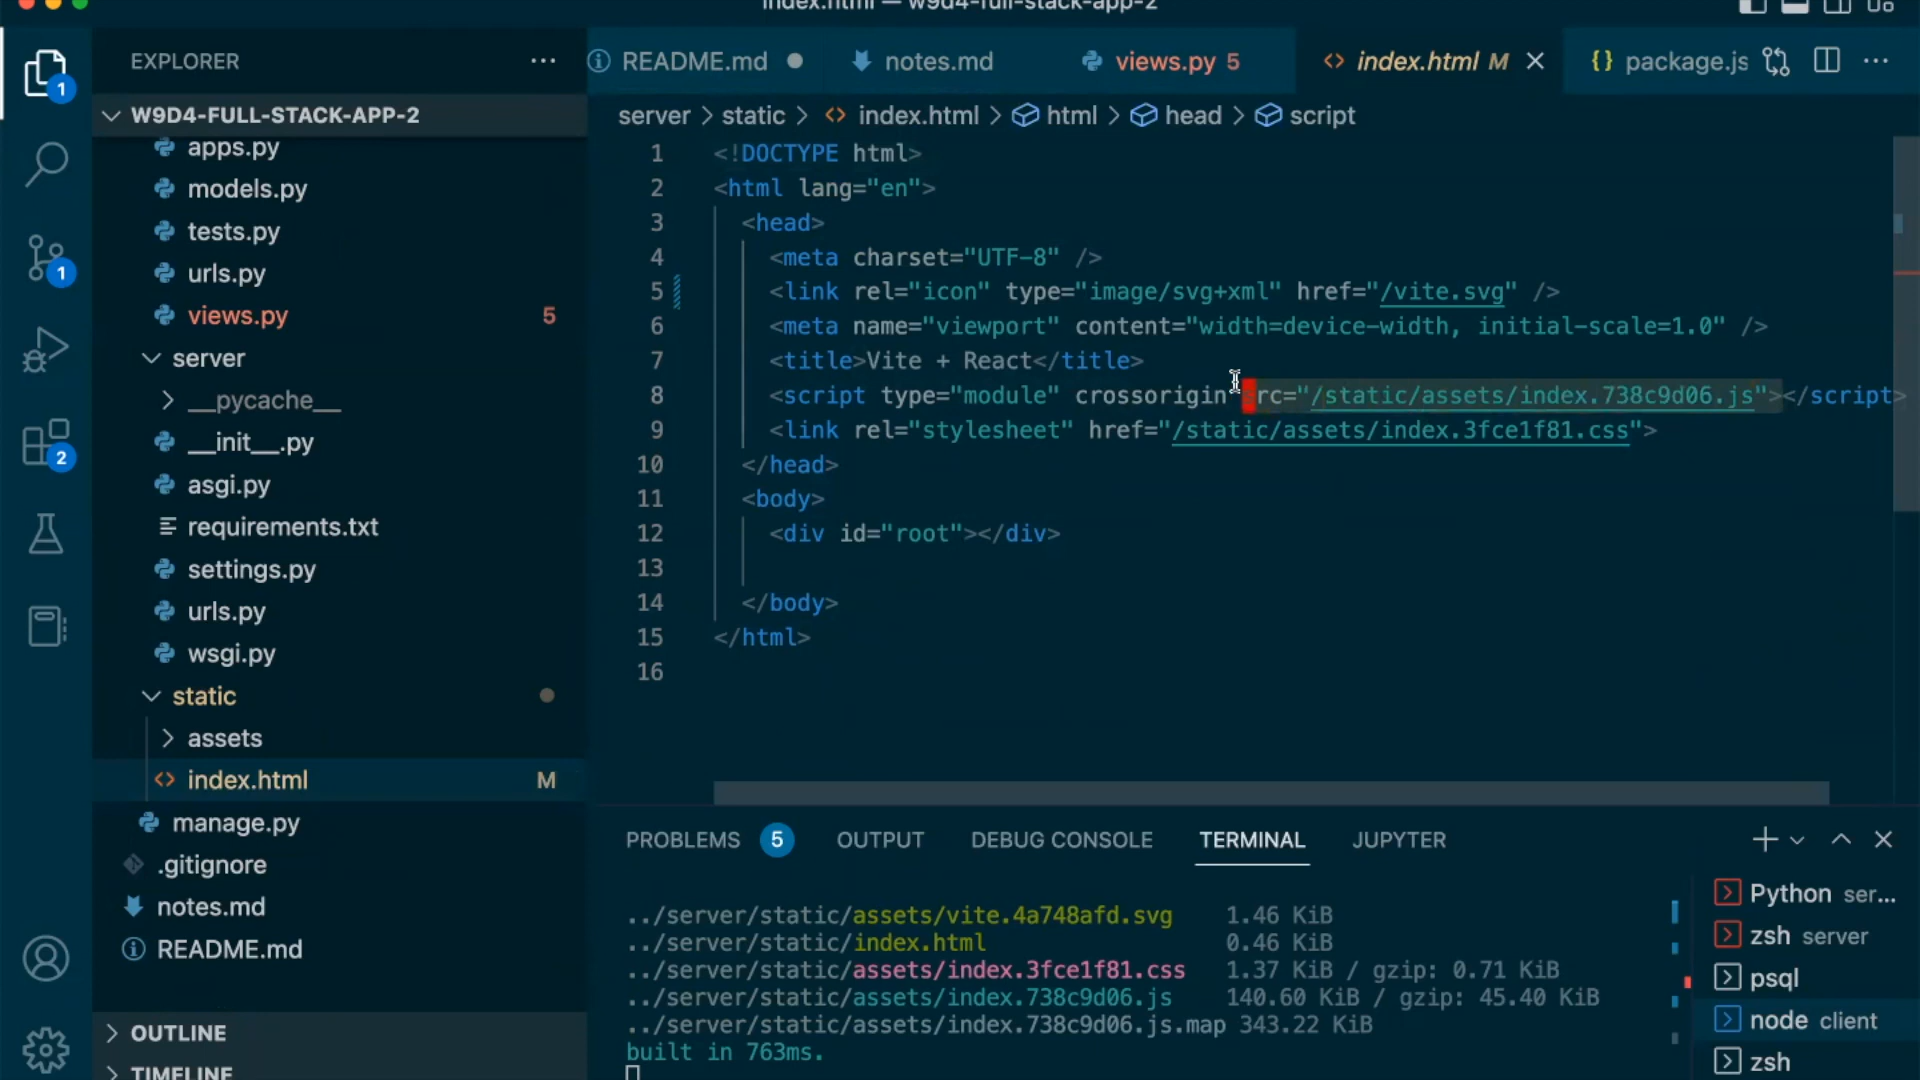 index.html — w9d4-full-stack-app-2
EXPLORER
W9D4-FULL-STACK-APP-2
apps.py
models.py
tests.py
urls.py
views.py 5
server
__pycache__
__init__.py
asgi.py
requirements.txt
settings.py
urls.py
wsgi.py
static
assets
index.html M
manage.py
.gitignore
notes.md
README.md
OUTLINE
TIMELINE
1
1
2
README.md
notes.md
views.py 5
index.html M
package.js
server > static > index.html > html > head > script
1 <!DOCTYPE html>
2 <html lang="en">
3 <head>
4 <meta charset="UTF-8" />
5 <link rel="icon" type="image/svg+xml" href="/vite.svg" />
6 <meta name="viewport" content="width=device-width, initial-scale=1.0" />
7 <title>Vite + React</title>
8 <script type="module" crossorigin src="/static/assets/index.738c9d06.js"></script>
9 <link rel="stylesheet" href="/static/assets/index.3fce1f81.css">
10 </head>
11 <body>
12 <div id="root"></div>
13
14 </body>
15 </html>
16
PROBLEMS 5 OUTPUT DEBUG CONSOLE TERMINAL JUPYTER
../server/static/assets/vite.4a748afd.svg 1.46 KiB
../server/static/index.html 0.46 KiB
../server/static/assets/index.3fce1f81.css 1.37 KiB / gzip: 0.71 KiB
../server/static/assets/index.738c9d06.js 140.60 KiB / gzip: 45.40 KiB
../server/static/assets/index.738c9d06.js.map 343.22 KiB
built in 763ms.
Python ser...
zsh server
psql
node client
zsh